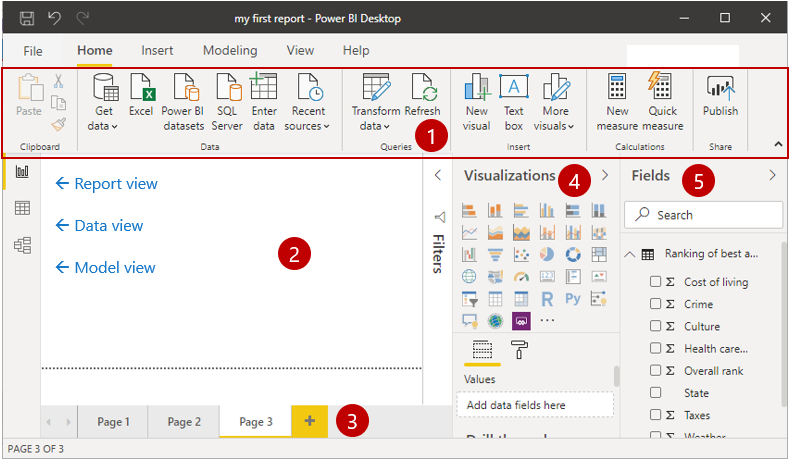 my first report - Power BI Desktop
File Home Insert Modeling View Help
Paste
Get data
Excel
Power BI datasets
SQL Server
Enter data
Recent sources
Transform data
Refresh
New visual
Text box
More visuals
New measure
Quick measure
Publish
1
Clipboard Data Queries Insert Calculations Share
← Report view
← Data view
← Model view
2
Filters
Visualizations
4
R Py
...
Values
Add data fields here
Fields
5
Search
Ranking of best a...
Σ Cost of living
Σ Crime
Σ Culture
Σ Health care...
Σ Overall rank
State
Σ Taxes
Page 1 Page 2 Page 3 +
3
PAGE 3 OF 3